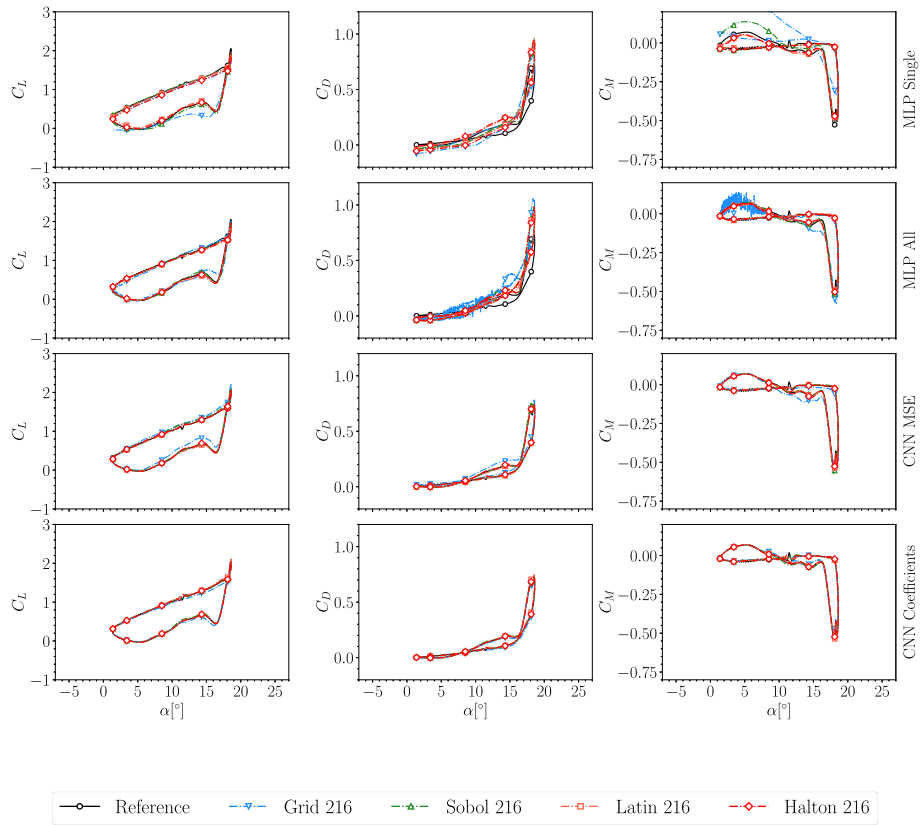 3
2
1
0
−1
C_L
1.0
0.5
0.0
C_D
0.00
−0.25
−0.50
−0.75
C_M
MLP Single
3
2
1
0
−1
C_L
1.0
0.5
0.0
C_D
0.00
−0.25
−0.50
−0.75
C_M
MLP All
3
2
1
0
−1
C_L
1.0
0.5
0.0
C_D
0.00
−0.25
−0.50
−0.75
C_M
CNN MSE
3
2
1
0
−1
C_L
1.0
0.5
0.0
C_D
0.00
−0.25
−0.50
−0.75
C_M
CNN Coefficients
−5 0 5 10 15 20 25
α[°]
−5 0 5 10 15 20 25
α[°]
−5 0 5 10 15 20 25
α[°]
Reference Grid 216 Sobol 216 Latin 216 Halton 216